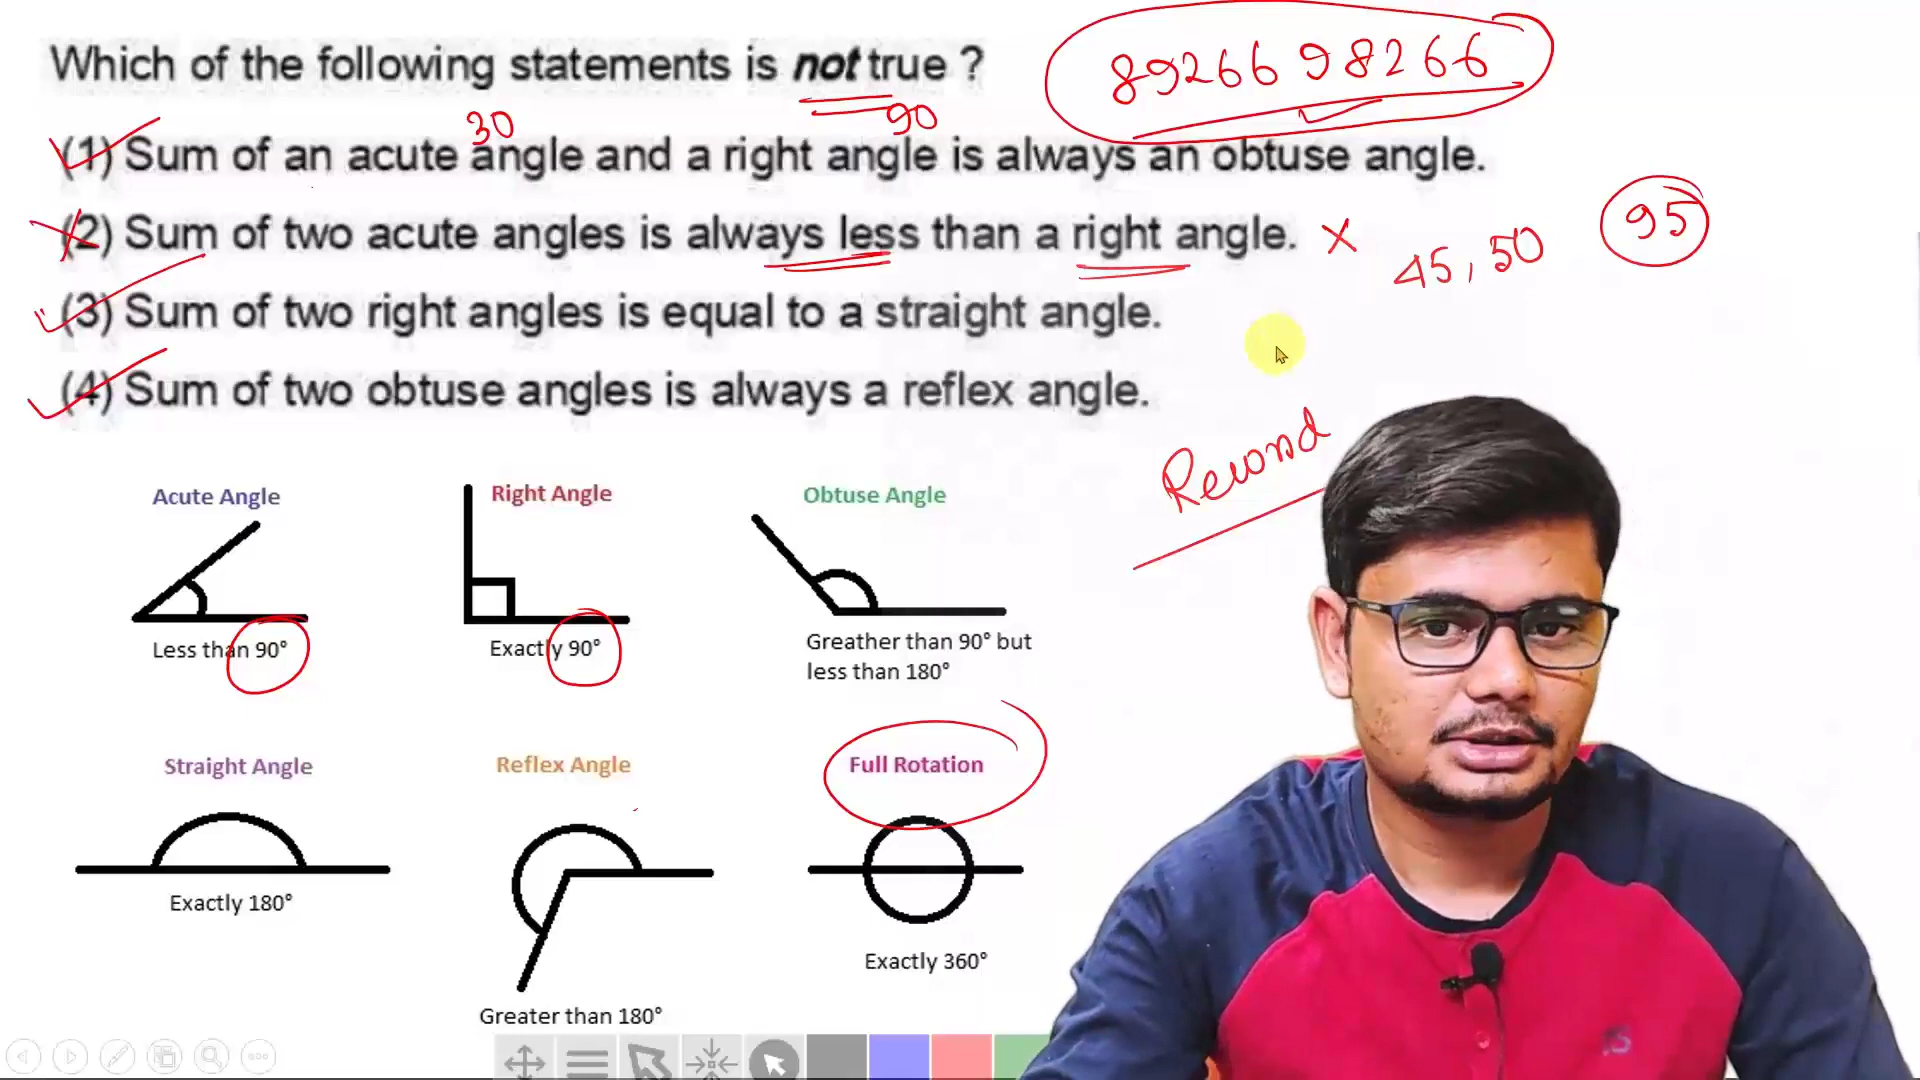 Which of the following statements is not true ?
89266 98266
30
90
(1) Sum of an acute angle and a right angle is always an obtuse angle.
(2) Sum of two acute angles is always less than a right angle. ×
45, 50
95
(3) Sum of two right angles is equal to a straight angle.
(4) Sum of two obtuse angles is always a reflex angle.
Acute Angle
Right Angle
Obtuse Angle
Less than 90°
Exactly 90°
Greather than 90° but
less than 180°
Straight Angle
Reflex Angle
Full Rotation
Exactly 180°
Exactly 360°
Greater than 180°